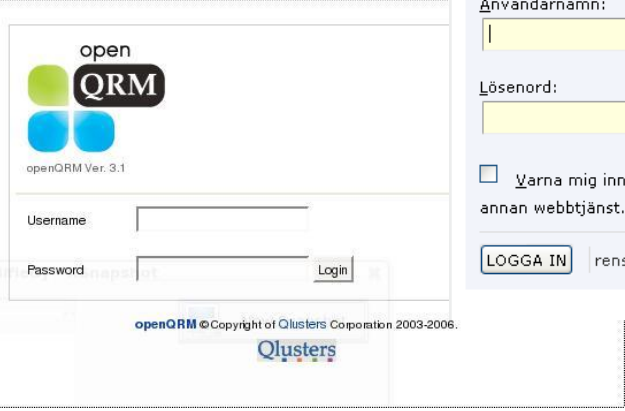 open
QRM
openQRM Ver. 3.1
Username
Password
Login
openQRM © Copyright of Qlusters Corporation 2003-2006.
Qlusters
Användarnamn:
Lösenord:
Varna mig inn
annan webbtjänst.
LOGGA IN
rens